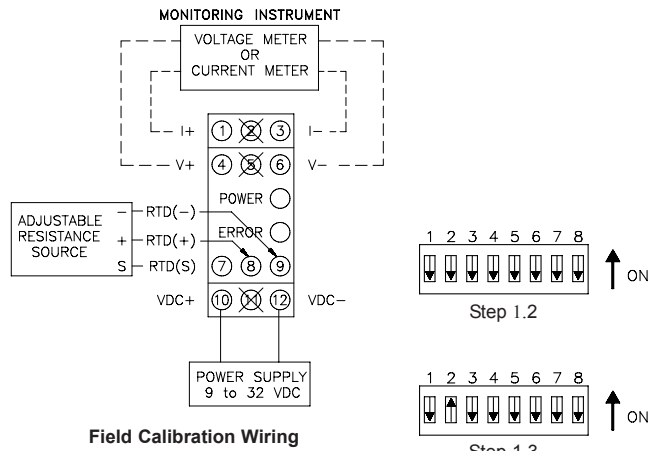 MONITORING INSTRUMENT
VOLTAGE METER
OR
CURRENT METER
I+ 1 2 3 I-
V+ 4 5 6 V-
POWER
ERROR
ADJUSTABLE
RESISTANCE
SOURCE
- RTD(-)
+ RTD(+)
S RTD(S) 7 8 9
VDC+ 10 11 12 VDC-
POWER SUPPLY
9 to 32 VDC
Field Calibration Wiring
1 2 3 4 5 6 7 8
ON
Step 1.2
1 2 3 4 5 6 7 8
ON
Step 1.3